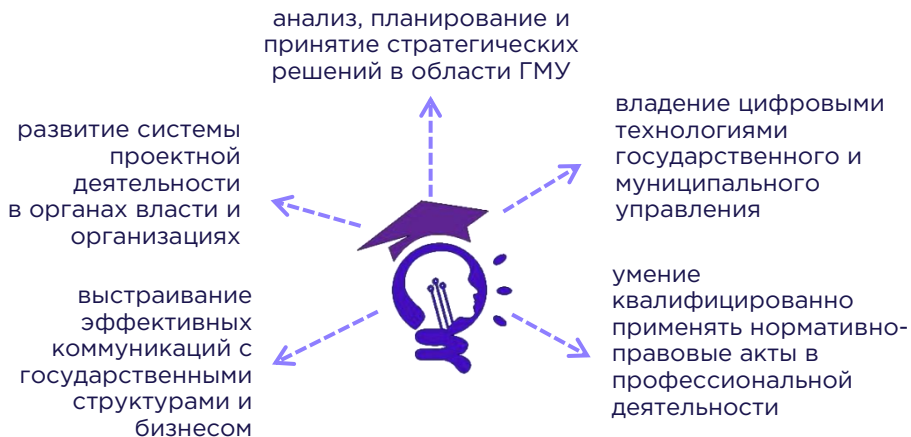 анализ, планирование и
принятие стратегических
решений в области ГМУ
развитие системы
проектной
деятельности
в органах власти и
организациях
владение цифровыми
технологиями
государственного и
муниципального
управления
выстраивание
эффективных
коммуникаций с
государственными
структурами и
бизнесом
умение
квалифицированно
применять нормативно-
правовые акты в
профессиональной
деятельности